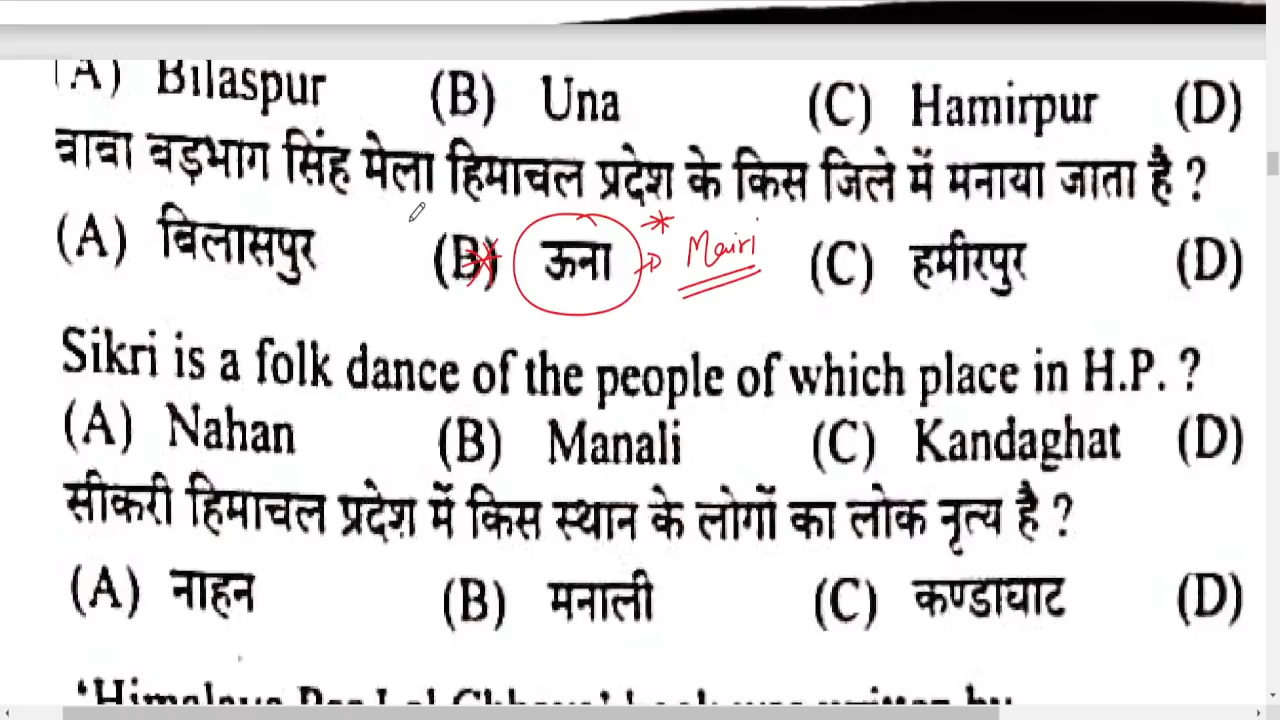 (A) Bilaspur (B) Una (C) Hamirpur (D)
बाबा बड़भाग सिंह मेला हिमाचल प्रदेश के किस जिले में मनाया जाता है ?
(A) बिलासपुर (B) ऊना → Mairi (C) हमीरपुर (D)
Sikri is a folk dance of the people of which place in H.P. ?
(A) Nahan (B) Manali (C) Kandaghat (D)
सीकरी हिमाचल प्रदेश में किस स्थान के लोगों का लोक नृत्य है ?
(A) नाहन (B) मनाली (C) कण्डाघाट (D)